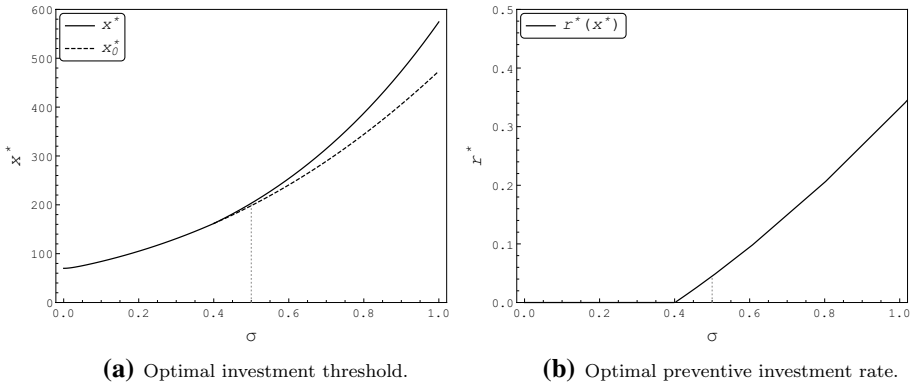 600
500
400
300
200
100
0
x*
x*
x₀*
0.0 0.2 0.4 0.6 0.8 1.0
σ
(a) Optimal investment threshold.
0.5
0.4
0.3
0.2
0.1
0.0
r*
r*(x*)
0.0 0.2 0.4 0.6 0.8 1.0
σ
(b) Optimal preventive investment rate.